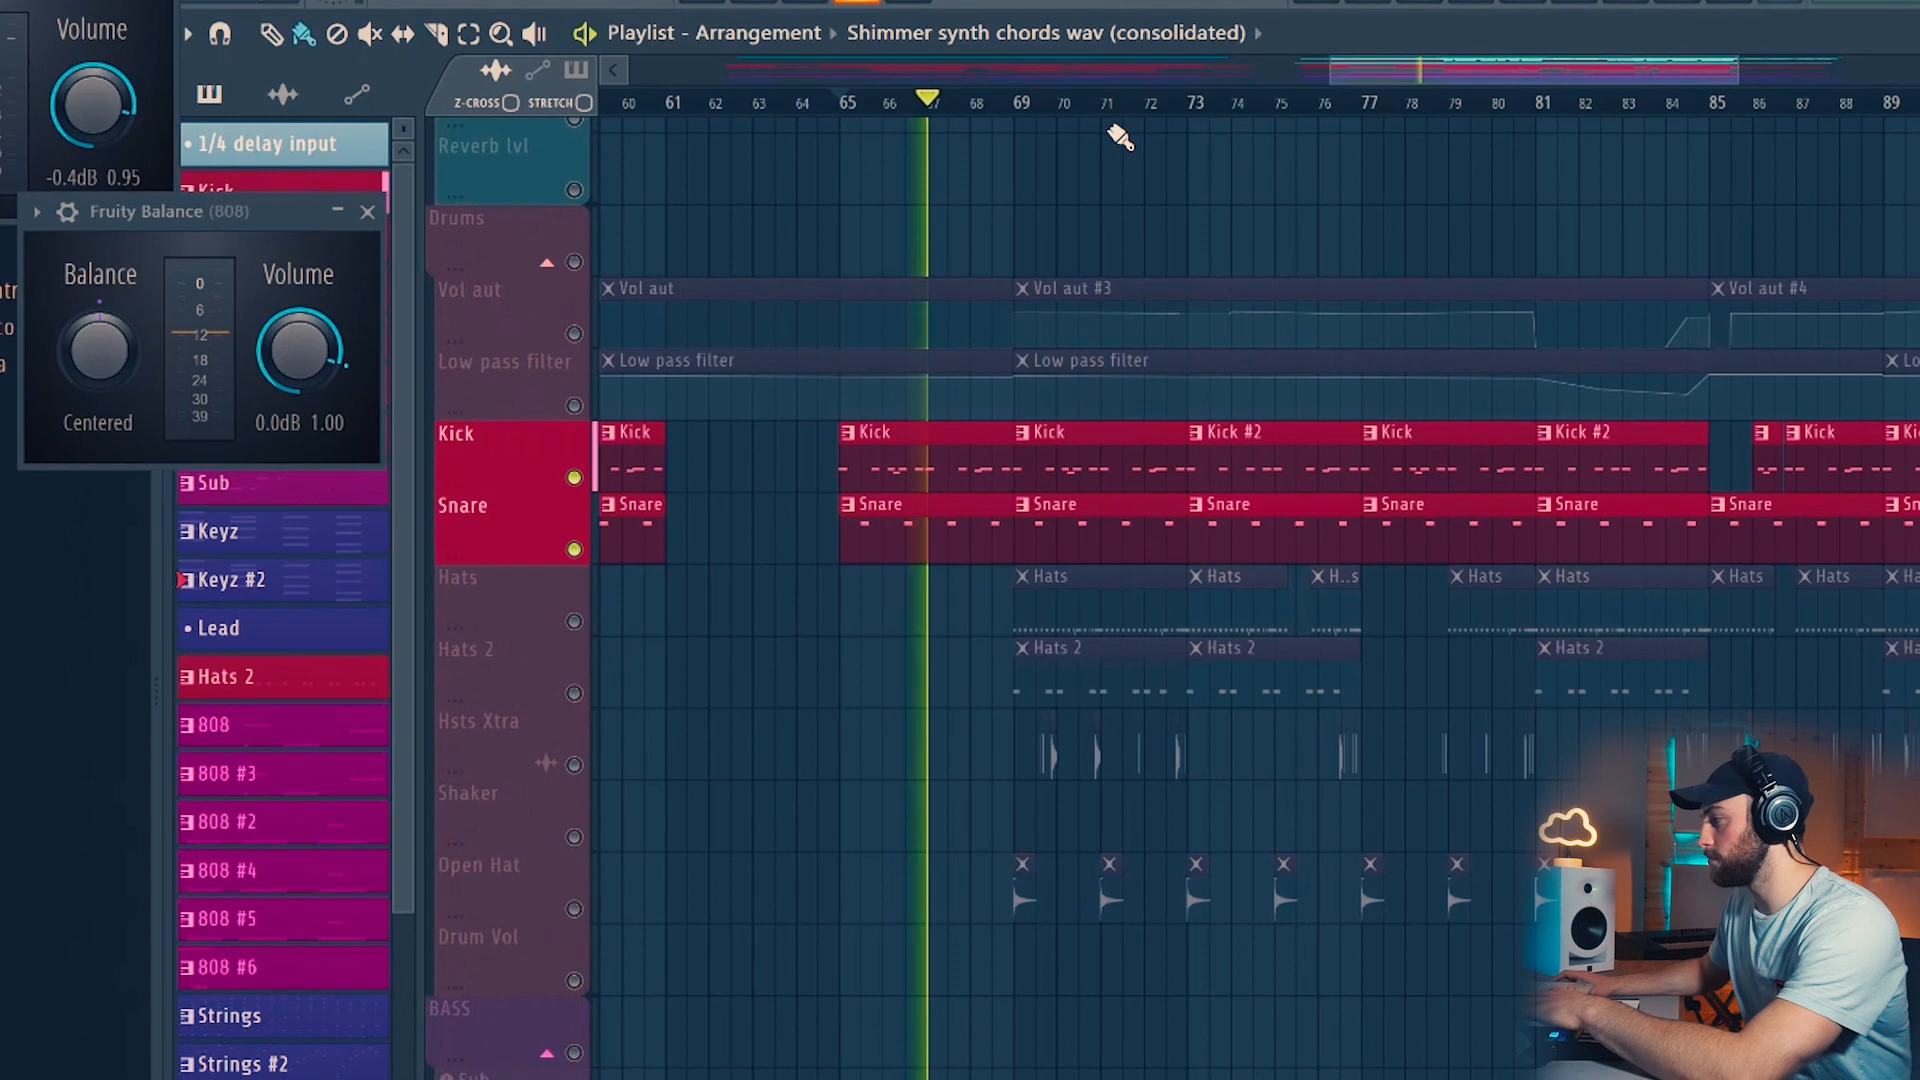 Volume
-0.4dB 0.95
Playlist - Arrangement
Shimmer synth chords wav (consolidated)
Z-CROSS
STRETCH
60 61 62 63 64 65 66 68 69 70 71 72 73 74 75 76 77 78 79 80 81 82 83 84 85 86 87 88 89
1/4 delay input
Kick
Fruity Balance (808)
Balance
Volume
0
6
12
18
24
30
39
Centered
0.0dB 1.00
Sub
Keyz
Keyz #2
Lead
Hats 2
808
808 #3
808 #2
808 #4
808 #5
808 #6
Strings
Strings #2
Reverb lvl
Drums
Vol aut
Vol aut
Vol aut #3
Vol aut #4
Low pass filter
Low pass filter
Low pass filter
Lo
Kick
Kick
Kick
Kick
Kick #2
Kick
Kick #2
Kick
Ki
Snare
Snare
Snare
Snare
Snare
Snare
Snare
Snare
Sn
Hats
Hats
Hats
H..s
Hats
Hats
Hats
Hats
Ha
Hats 2
Hats 2
Hats 2
Hats 2
Ha
Hsts Xtra
Shaker
Open Hat
Drum Vol
BASS